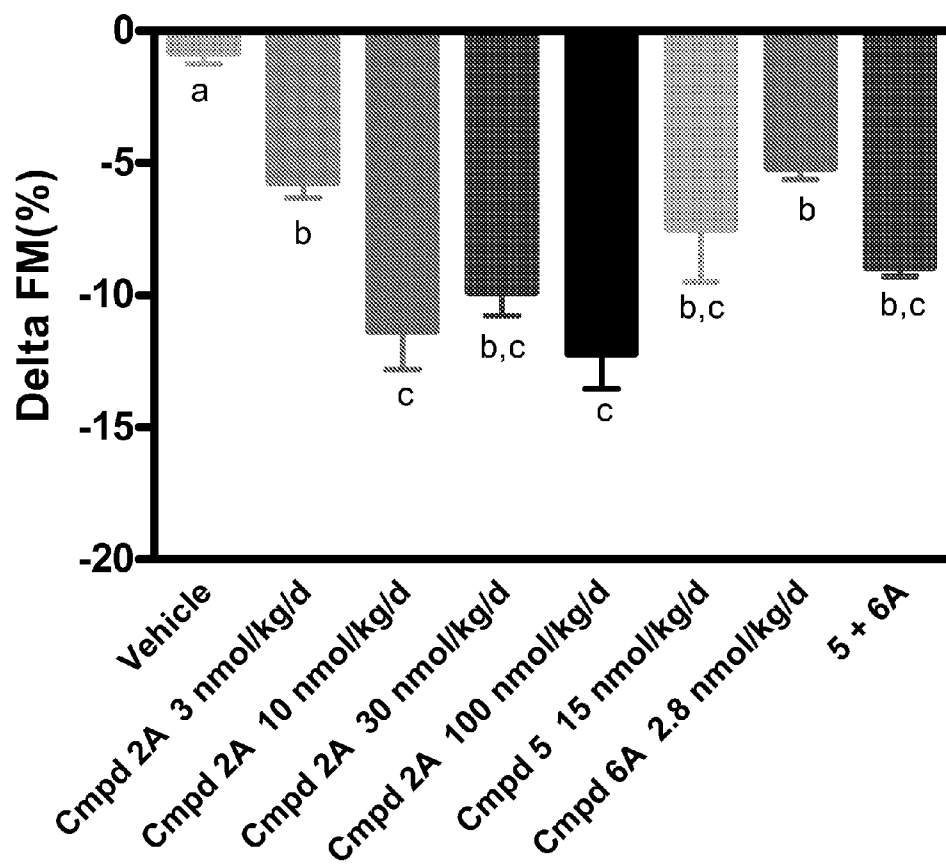 0
-5
-10
-15
-20
Delta FM(%)
a
b
c
b,c
c
b,c
b
b,c
Vehicle
Cmpd 2A 3 nmol/kg/d
Cmpd 2A 10 nmol/kg/d
Cmpd 2A 30 nmol/kg/d
Cmpd 2A 100 nmol/kg/d
Cmpd 5 15 nmol/kg/d
Cmpd 6A 2.8 nmol/kg/d
5 + 6A